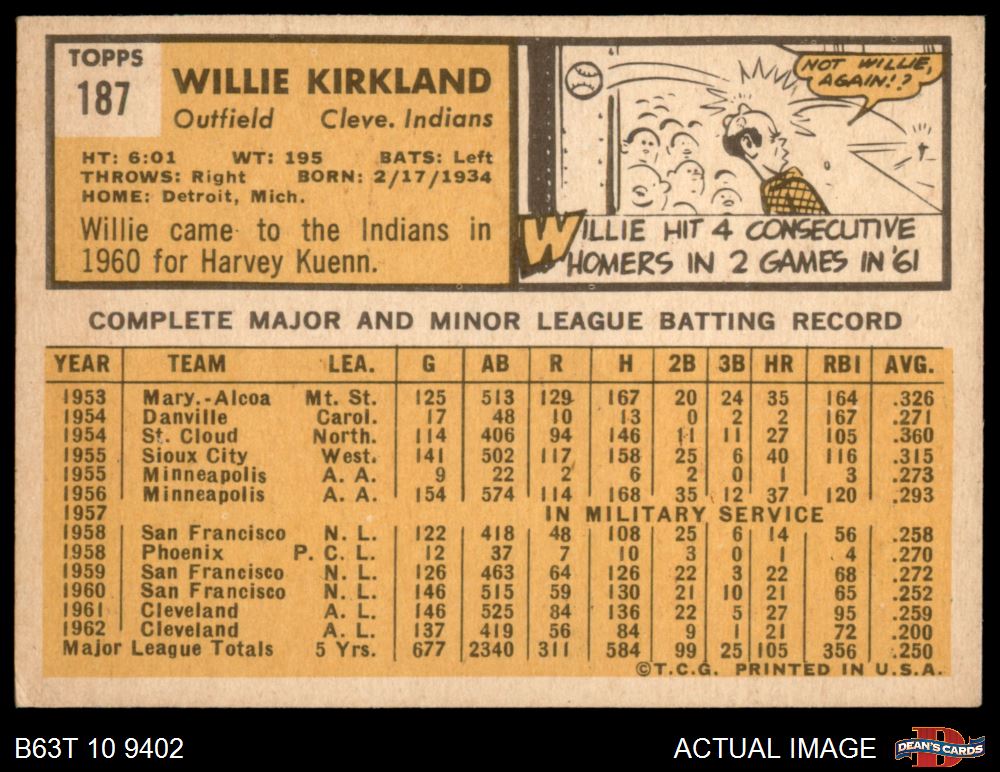 TOPPS
187
WILLIE KIRKLAND
Outfield Cleve. Indians
HT: 6:01 WT: 195 BATS: Left
THROWS: Right BORN: 2/17/1934
HOME: Detroit, Mich.
Willie came to the Indians in
1960 for Harvey Kuenn.
NOT WILLIE,
AGAIN!?
WILLIE HIT 4 CONSECUTIVE
HOMERS IN 2 GAMES IN '61
COMPLETE MAJOR AND MINOR LEAGUE BATTING RECORD
YEAR TEAM LEA. G AB R H 2B 3B HR RBI AVG.
1953 Mary.-Alcoa Mt. St. 125 513 129 167 20 24 35 164 .326
1954 Danville Carol. 17 48 10 13 0 2 2 167 .271
1954 St. Cloud North. 114 406 94 146 11 11 27 105 .360
1955 Sioux City West. 141 502 117 158 25 6 40 116 .315
1955 Minneapolis A. A. 9 22 2 6 2 0 1 3 .273
1956 Minneapolis A. A. 154 574 114 168 35 12 37 120 .293
1957 IN MILITARY SERVICE
1958 San Francisco N. L. 122 418 48 108 25 6 14 56 .258
1958 Phoenix P. C. L. 12 37 7 10 3 0 1 4 .270
1959 San Francisco N. L. 126 463 64 126 22 3 22 68 .272
1960 San Francisco N. L. 146 515 59 130 21 10 21 65 .252
1961 Cleveland A. L. 146 525 84 136 22 5 27 95 .259
1962 Cleveland A. L. 137 419 56 84 9 1 21 72 .200
Major League Totals 5 Yrs. 677 2340 311 584 99 25 105 356 .250
©T.C.G. PRINTED IN U.S.A.
B63T 10 9402
ACTUAL IMAGE
D
DEAN'S CARDS